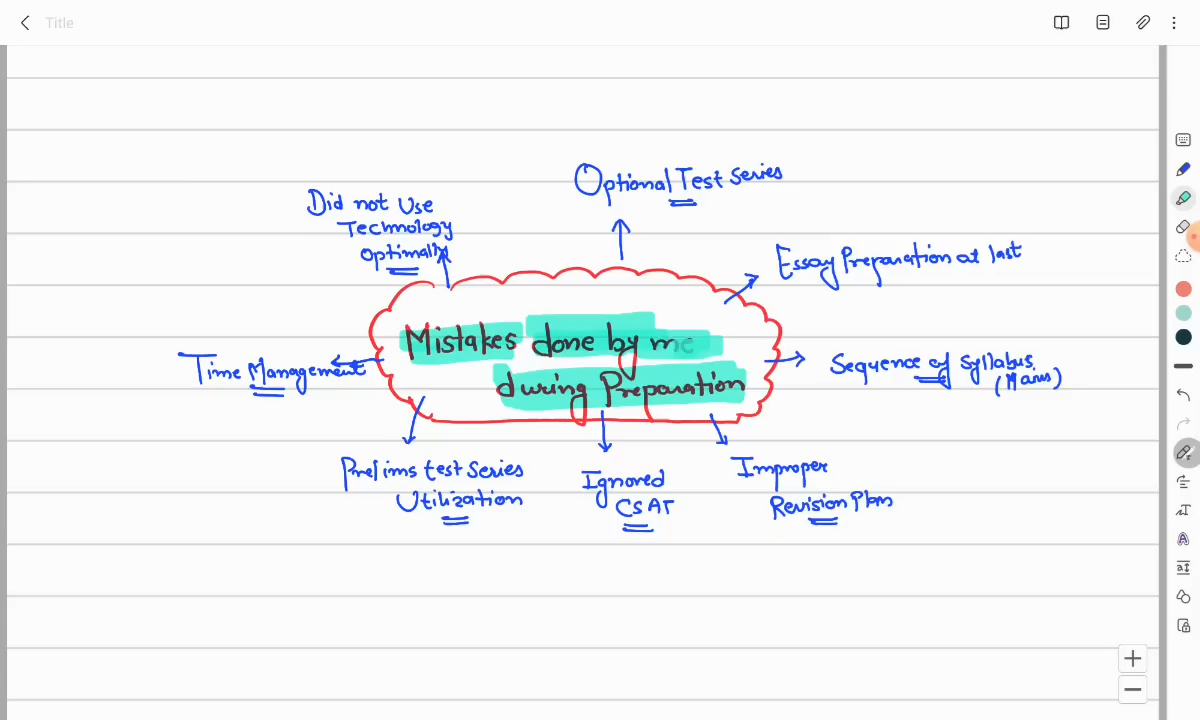 Title
Optional Test Series
Did not Use
Technology
Optimally
Essay Preparation at last
Mistakes done by me
during Preparation
Time Management
Sequence of Syllabus
(Mains)
Prelims test Series
Utilization
Ignored
CSAT
Improper
Revision Plan